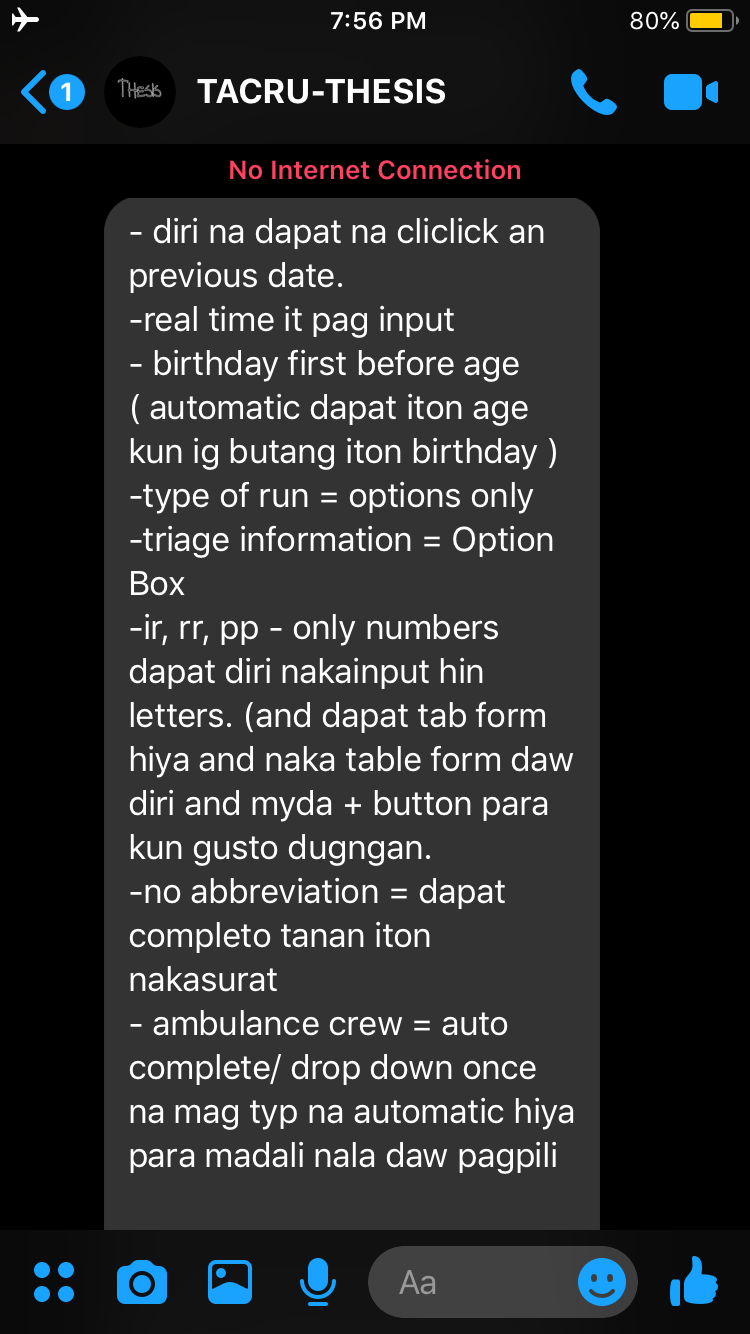 7:56 PM
80%
1
THesis
TACRU-THESIS
No Internet Connection
- diri na dapat na cliclick an
previous date.
-real time it pag input
- birthday first before age
( automatic dapat iton age
kun ig butang iton birthday )
-type of run = options only
-triage information = Option
Box
-ir, rr, pp - only numbers
dapat diri nakainput hin
letters. (and dapat tab form
hiya and naka table form daw
diri and myda + button para
kun gusto dugngan.
-no abbreviation = dapat
completo tanan iton
nakasurat
- ambulance crew = auto
complete/ drop down once
na mag typ na automatic hiya
para madali nala daw pagpili
Aa